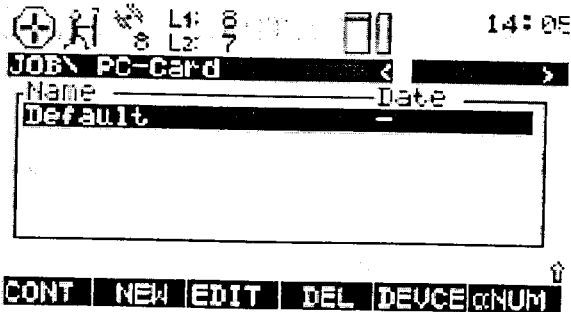 L1: 8 14:05
8 L2: 7
JOB\ PC-Card
Name Date
Default -
CONT NEW EDIT DEL DEVCE αNUM